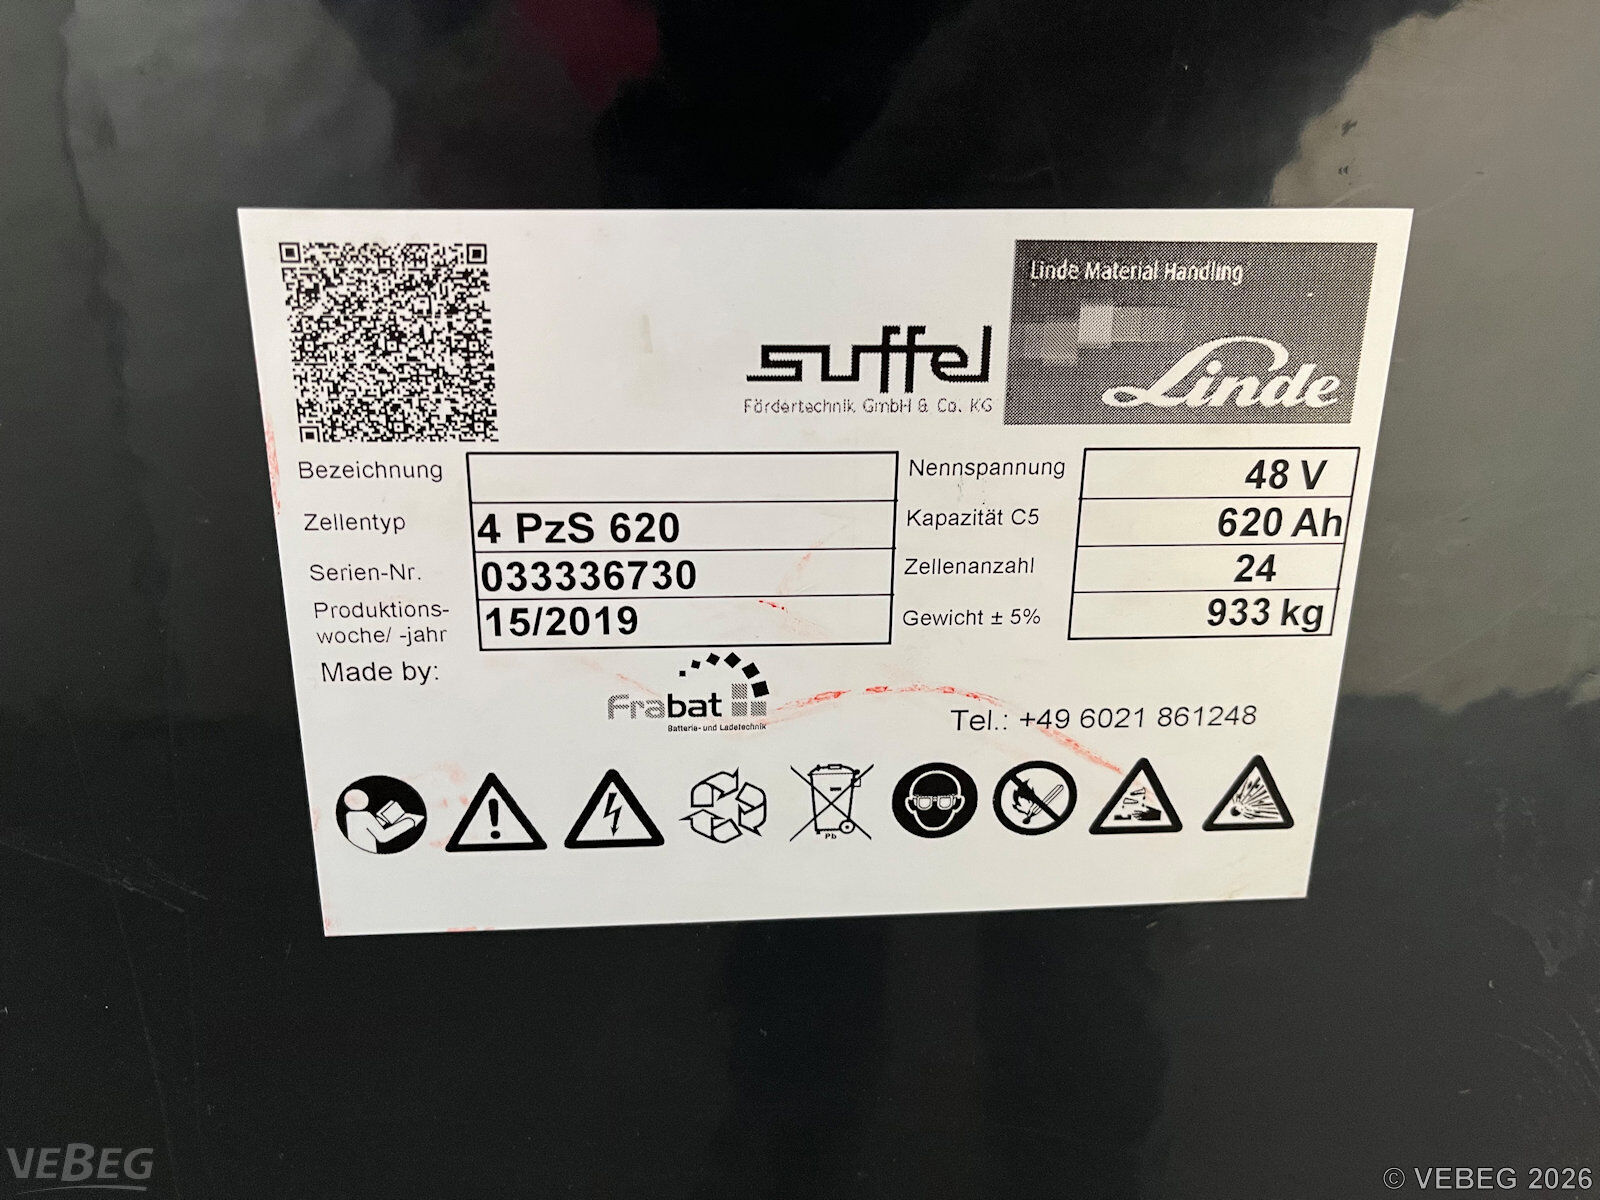 Linde Material Handling
Linde
suffel
Fördertechnik GmbH & Co. KG
Bezeichnung
Zellentyp 4 PzS 620
Serien-Nr. 033336730
Produktions-
woche/ -jahr 15/2019
Nennspannung 48 V
Kapazität C5 620 Ah
Zellenanzahl 24
Gewicht ± 5% 933 kg
Made by:
Frabat
Batterie- und Ladetechnik
Tel.: +49 6021 861248
Pb
VEBEG
© VEBEG 2026